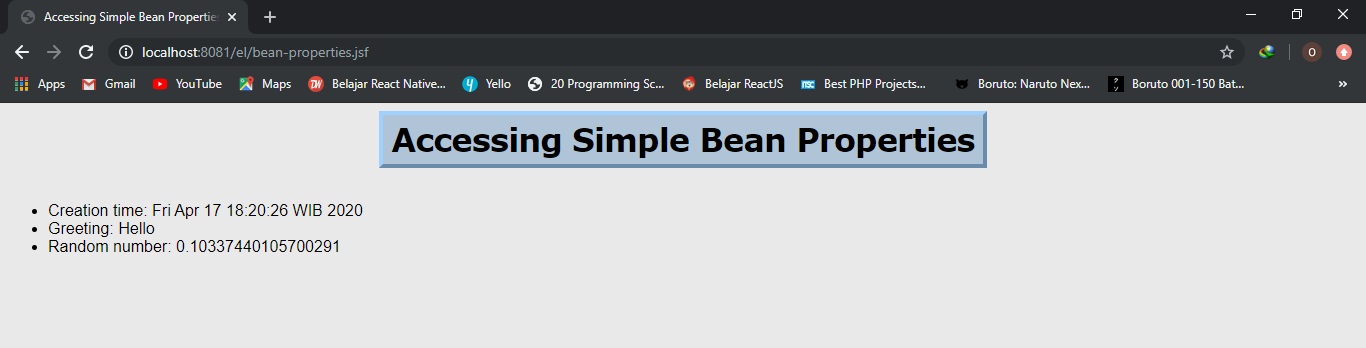 Accessing Simple Bean Propertie
localhost:8081/el/bean-properties.jsf
O
Apps Gmail YouTube Maps Belajar React Native... Yello 20 Programming Sc... Belajar ReactJS Best PHP Projects... Boruto: Naruto Nex... Boruto 001-150 Bat... »
Accessing Simple Bean Properties
• Creation time: Fri Apr 17 18:20:26 WIB 2020
• Greeting: Hello
• Random number: 0.10337440105700291